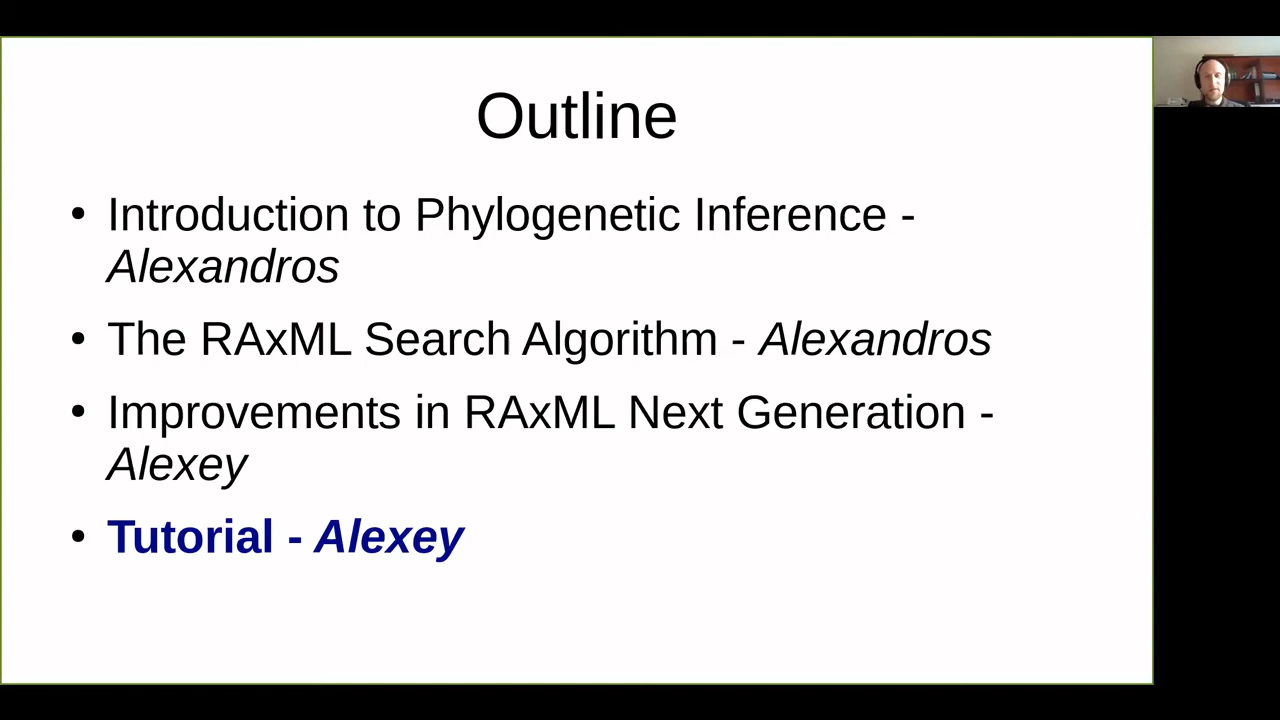 Outline
• Introduction to Phylogenetic Inference -
Alexandros
• The RAxML Search Algorithm - Alexandros
• Improvements in RAxML Next Generation -
Alexey
• Tutorial - Alexey